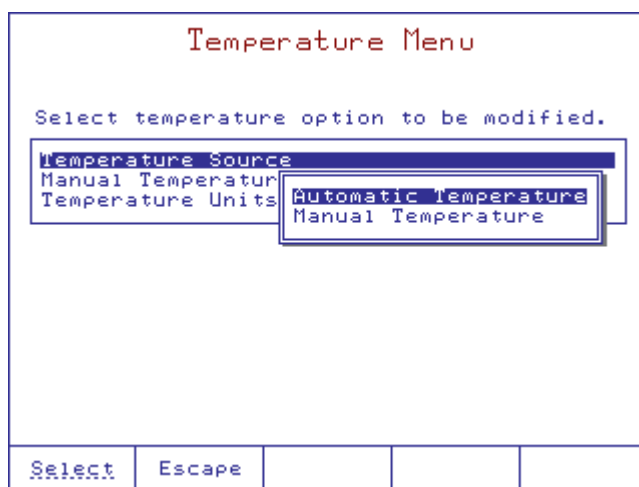 Temperature Menu
Select temperature option to be modified.
Temperature Source
Manual Temperatur
Temperature Units
Automatic Temperature
Manual Temperature
Select Escape